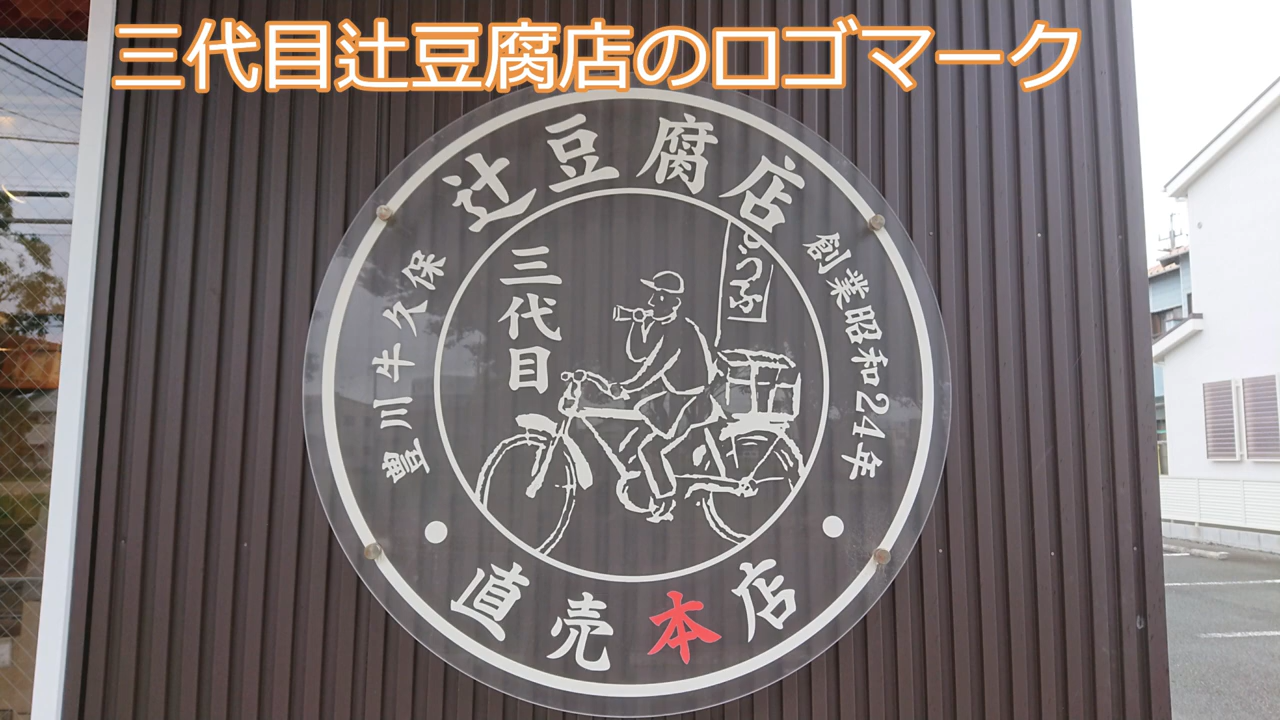 三代目辻豆腐店のロゴマーク
辻豆腐店
豊川牛久保
創業昭和24年
三代目
とうふ
直売本店